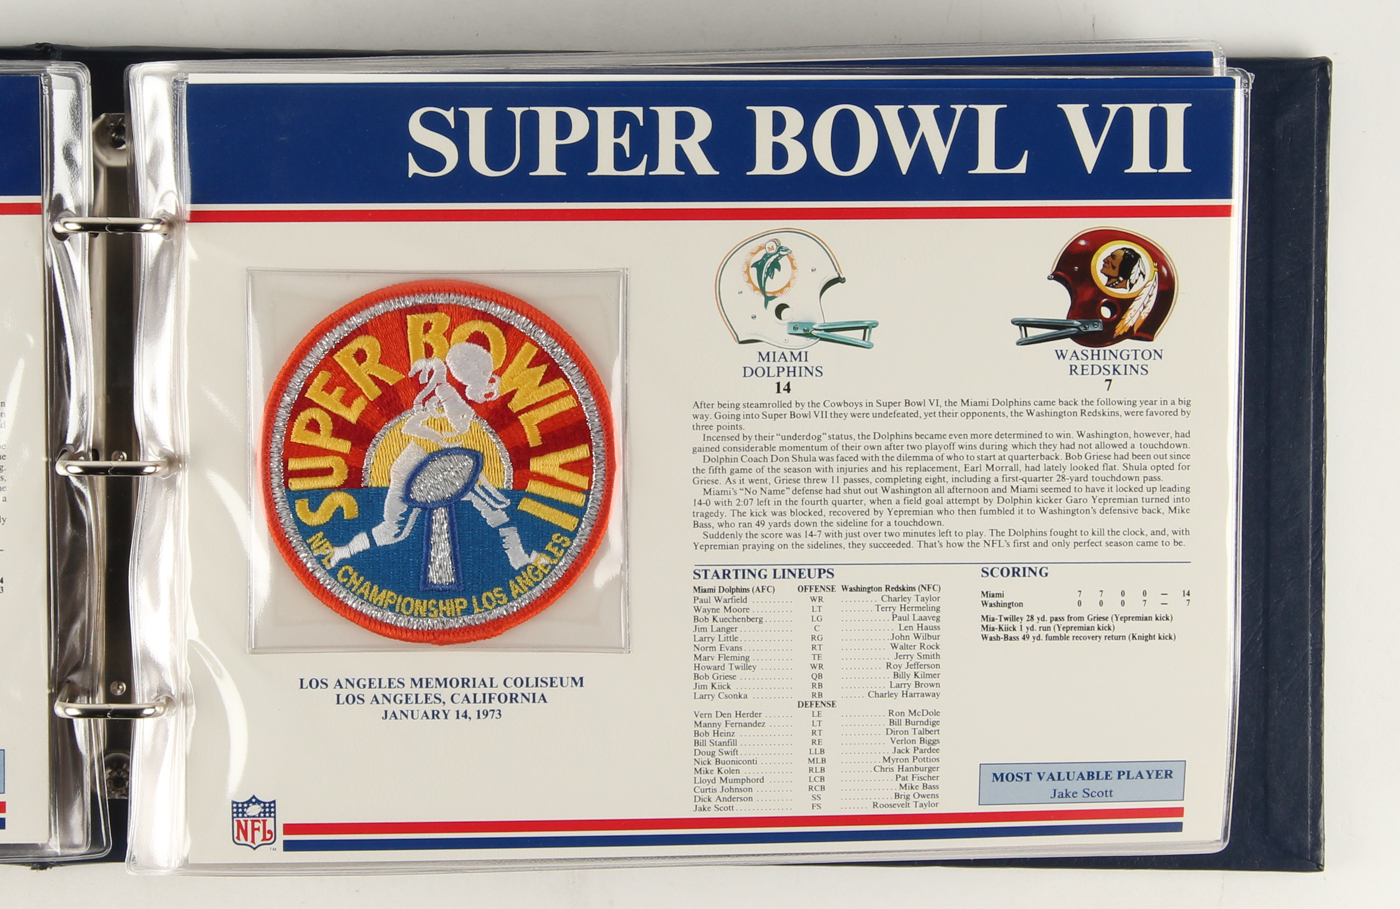 SUPER BOWL VII
SUPER BOWL VII
NFL CHAMPIONSHIP LOS ANGELES
LOS ANGELES MEMORIAL COLISEUM
LOS ANGELES, CALIFORNIA
JANUARY 14, 1973
NFL
MIAMI
DOLPHINS
14
WASHINGTON
REDSKINS
7
After being steamrolled by the Cowboys in Super Bowl VI, the Miami Dolphins came back the following year in a big
way. Going into Super Bowl VII they were undefeated, yet their opponents, the Washington Redskins, were favored by
three points.
Incensed by their "underdog" status, the Dolphins became even more determined to win. Washington, however, had
gained considerable momentum of their own after two playoff wins during which they had not allowed a touchdown.
Dolphin Coach Don Shula was faced with the dilemma of who to start at quarterback. Bob Griese had been out since
the fifth game of the season with injuries and his replacement, Earl Morrall, had lately looked flat. Shula opted for
Griese. As it went, Griese threw 11 passes, completing eight, including a first-quarter 28-yard touchdown pass.
Miami's "No Name" defense had shut out Washington all afternoon and Miami seemed to have it locked up leading
14-0 with 2:07 left in the fourth quarter, when a field goal attempt by Dolphin kicker Garo Yepremian turned into
tragedy. The kick was blocked, recovered by Yepremian who then fumbled it to Washington's defensive back, Mike
Bass, who ran 49 yards down the sideline for a touchdown.
Suddenly the score was 14-7 with just over two minutes left to play. The Dolphins fought to kill the clock, and, with
Yepremian praying on the sidelines, they succeeded. That's how the NFL's first and only perfect season came to be.
STARTING LINEUPS
Miami Dolphins (AFC) OFFENSE Washington Redskins (NFC)
Paul Warfield .......... WR .......... Charley Taylor
Wayne Moore .......... LT .......... Terry Hermeling
Bob Kuechenberg ....... LG .......... Paul Laaveg
Jim Langer .......... C .......... Len Hauss
Larry Little .......... RG .......... John Wilbur
Norm Evans .......... RT .......... Walter Rock
Marv Fleming .......... TE .......... Jerry Smith
Howard Twilley ........ WR .......... Roy Jefferson
Bob Griese .......... QB .......... Billy Kilmer
Jim Kiick .......... RB .......... Larry Brown
Larry Csonka .......... RB .......... Charley Harraway
DEFENSE
Vern Den Herder ....... LE .......... Ron McDole
Manny Fernandez ...... LT .......... Bill Burndige
Bob Heinz .......... RT .......... Diron Talbert
Bill Stanfill .......... RE .......... Verlon Biggs
Doug Swift .......... LLB .......... Jack Pardee
Nick Buoniconti ........ MLB .......... Myron Pottios
Mike Kolen .......... RLB .......... Chris Hanburger
Lloyd Mumphord ...... LCB .......... Pat Fischer
Curtis Johnson .......... RCB .......... Mike Bass
Dick Anderson .......... SS .......... Brig Owens
Jake Scott .......... FS .......... Roosevelt Taylor
SCORING
Miami 7 7 0 0 — 14
Washington 0 0 0 7 — 7
Mia-Twilley 28 yd. pass from Griese (Yepremian kick)
Mia-Kiick 1 yd. run (Yepremian kick)
Wash-Bass 49 yd. fumble recovery return (Knight kick)
MOST VALUABLE PLAYER
Jake Scott